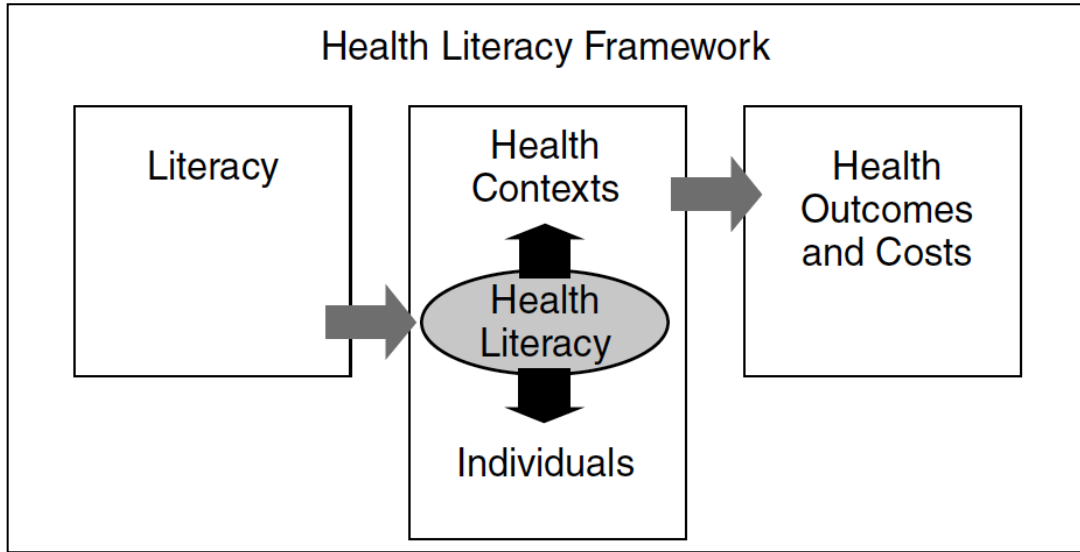 Health Literacy Framework
Literacy
Health
Contexts
Health
Literacy
Individuals
Health
Outcomes
and Costs